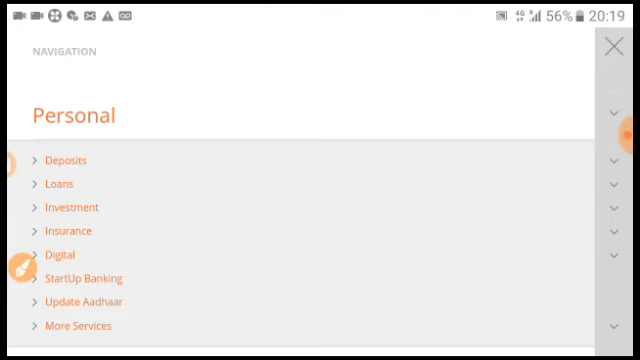 56% 20:19
NAVIGATION
Personal
Deposits
Loans
Investment
Insurance
Digital
StartUp Banking
Update Aadhaar
More Services